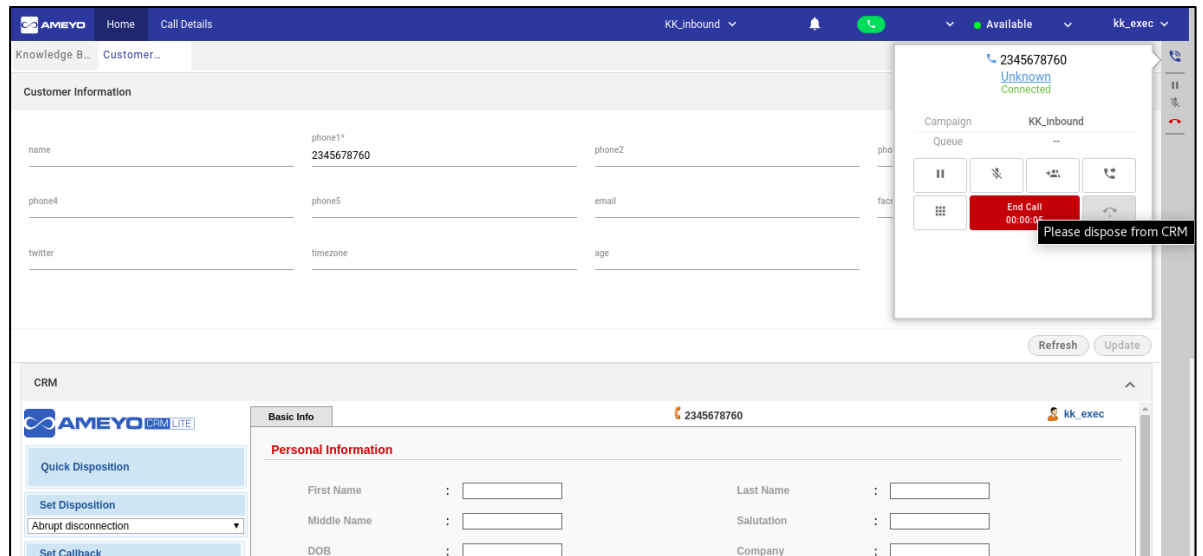 AMEYO Home Call Details KK_inbound Available kk_exec
Knowledge B... Customer...
2345678760
Unknown
Connected
Customer Information
Campaign KK_inbound
Queue --
name phone1* phone2
2345678760
phone4 phone5 email
End Call
00:00:05
Please dispose from CRM
twitter timezone age
Refresh Update
CRM
AMEYO CRM LITE Basic Info 2345678760 kk_exec
Personal Information
Quick Disposition
First Name : Last Name :
Set Disposition
Abrupt disconnection
Middle Name : Salutation :
Set Callback
DOB : Company :